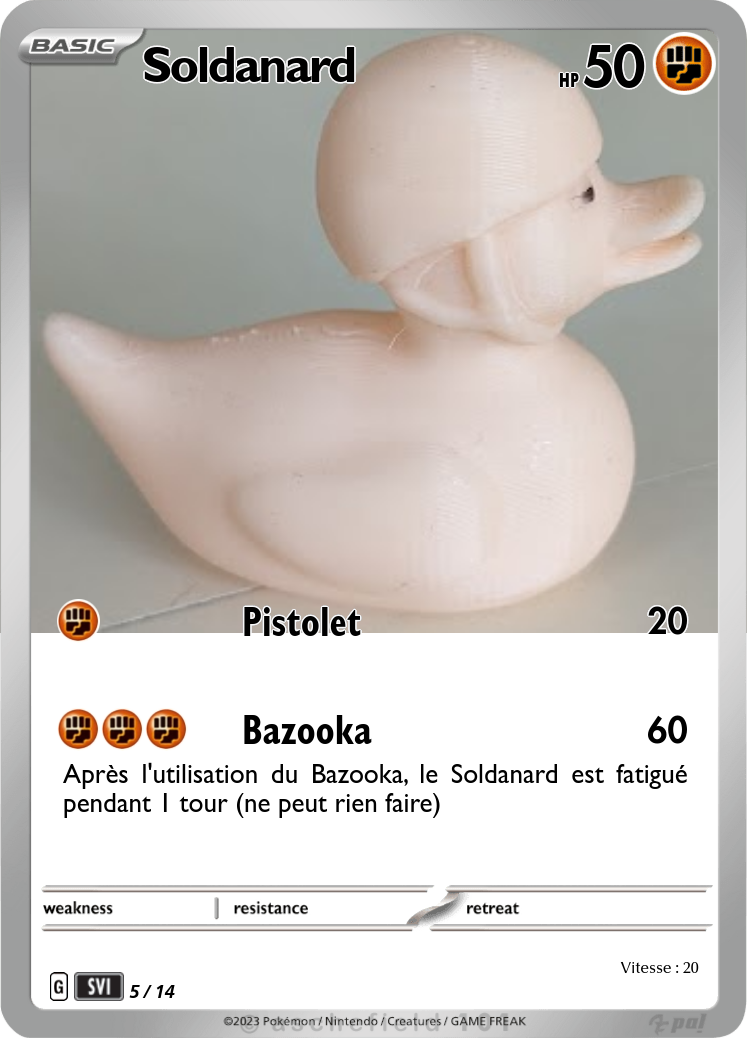 BASIC
Soldanard
HP 50
Pistolet 20
Bazooka 60
Après l'utilisation du Bazooka, le Soldanard est fatigué
pendant 1 tour (ne peut rien faire)
weakness resistance retreat
Vitesse : 20
G SVI 5 / 14
©2023 Pokémon / Nintendo / Creatures / GAME FREAK